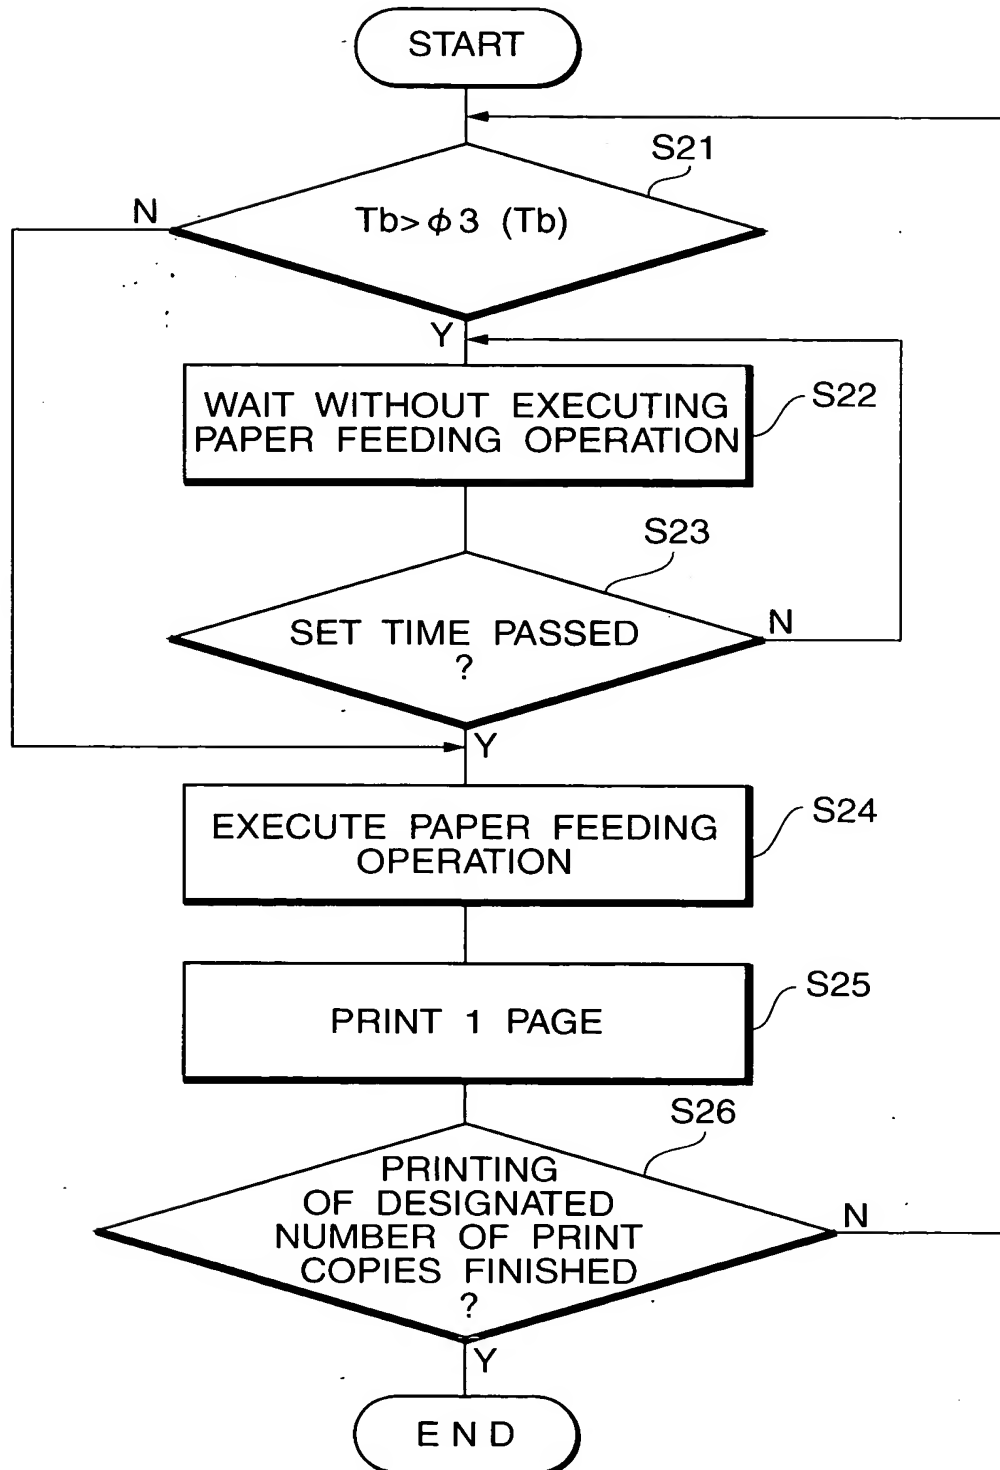 START
S21
N
Tb>ϕ3 (Tb)
Y
WAIT WITHOUT EXECUTING
PAPER FEEDING OPERATION
S22
S23
SET TIME PASSED
?
N
Y
EXECUTE PAPER FEEDING
OPERATION
S24
PRINT 1 PAGE
S25
S26
PRINTING
OF DESIGNATED
NUMBER OF PRINT
COPIES FINISHED
?
N
Y
END